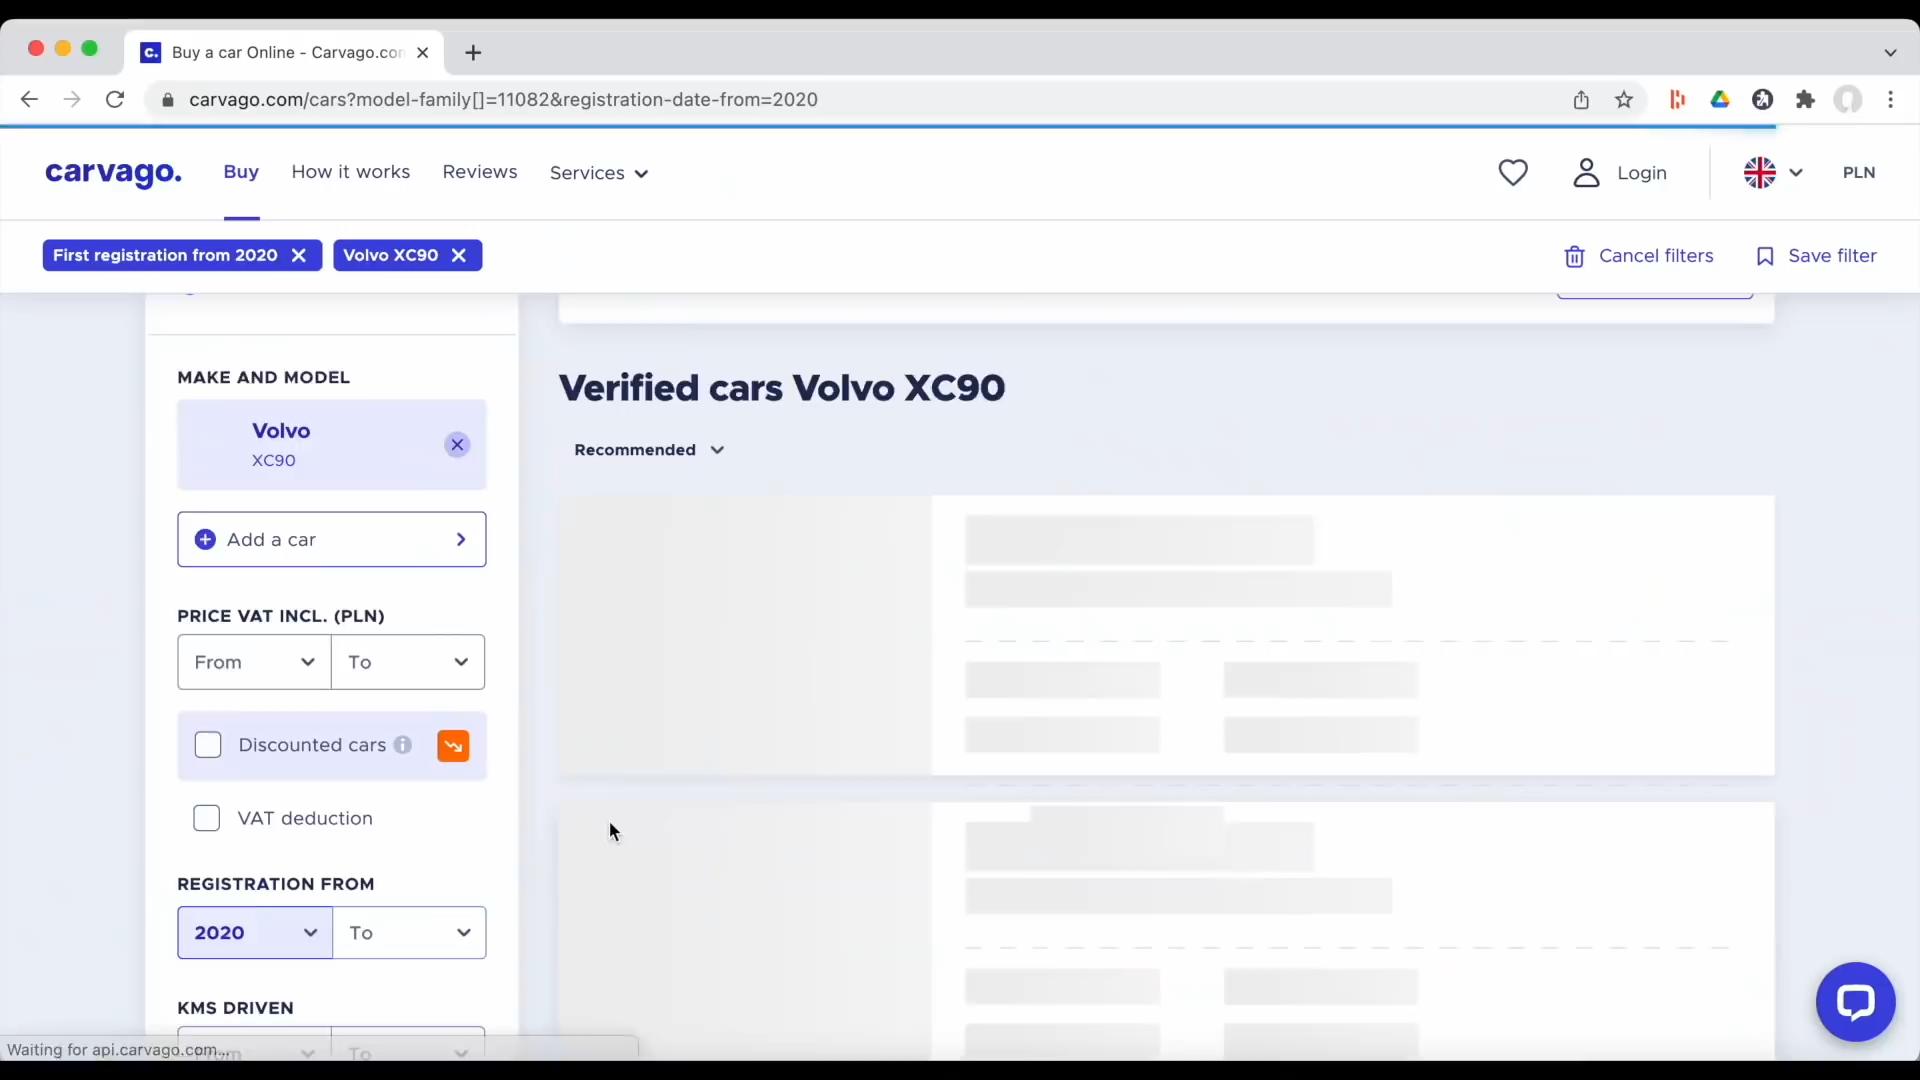 c. Buy a car Online - Carvago.con
carvago.com/cars?model-family[]=11082&registration-date-from=2020
carvago. Buy How it works Reviews Services Login PLN
First registration from 2020 Volvo XC90 Cancel filters Save filter
MAKE AND MODEL
Volvo
XC90
Add a car
PRICE VAT INCL. (PLN)
From To
Discounted cars
VAT deduction
REGISTRATION FROM
2020 To
KMS DRIVEN
From To
Verified cars Volvo XC90
Recommended
Waiting for api.carvago.com...